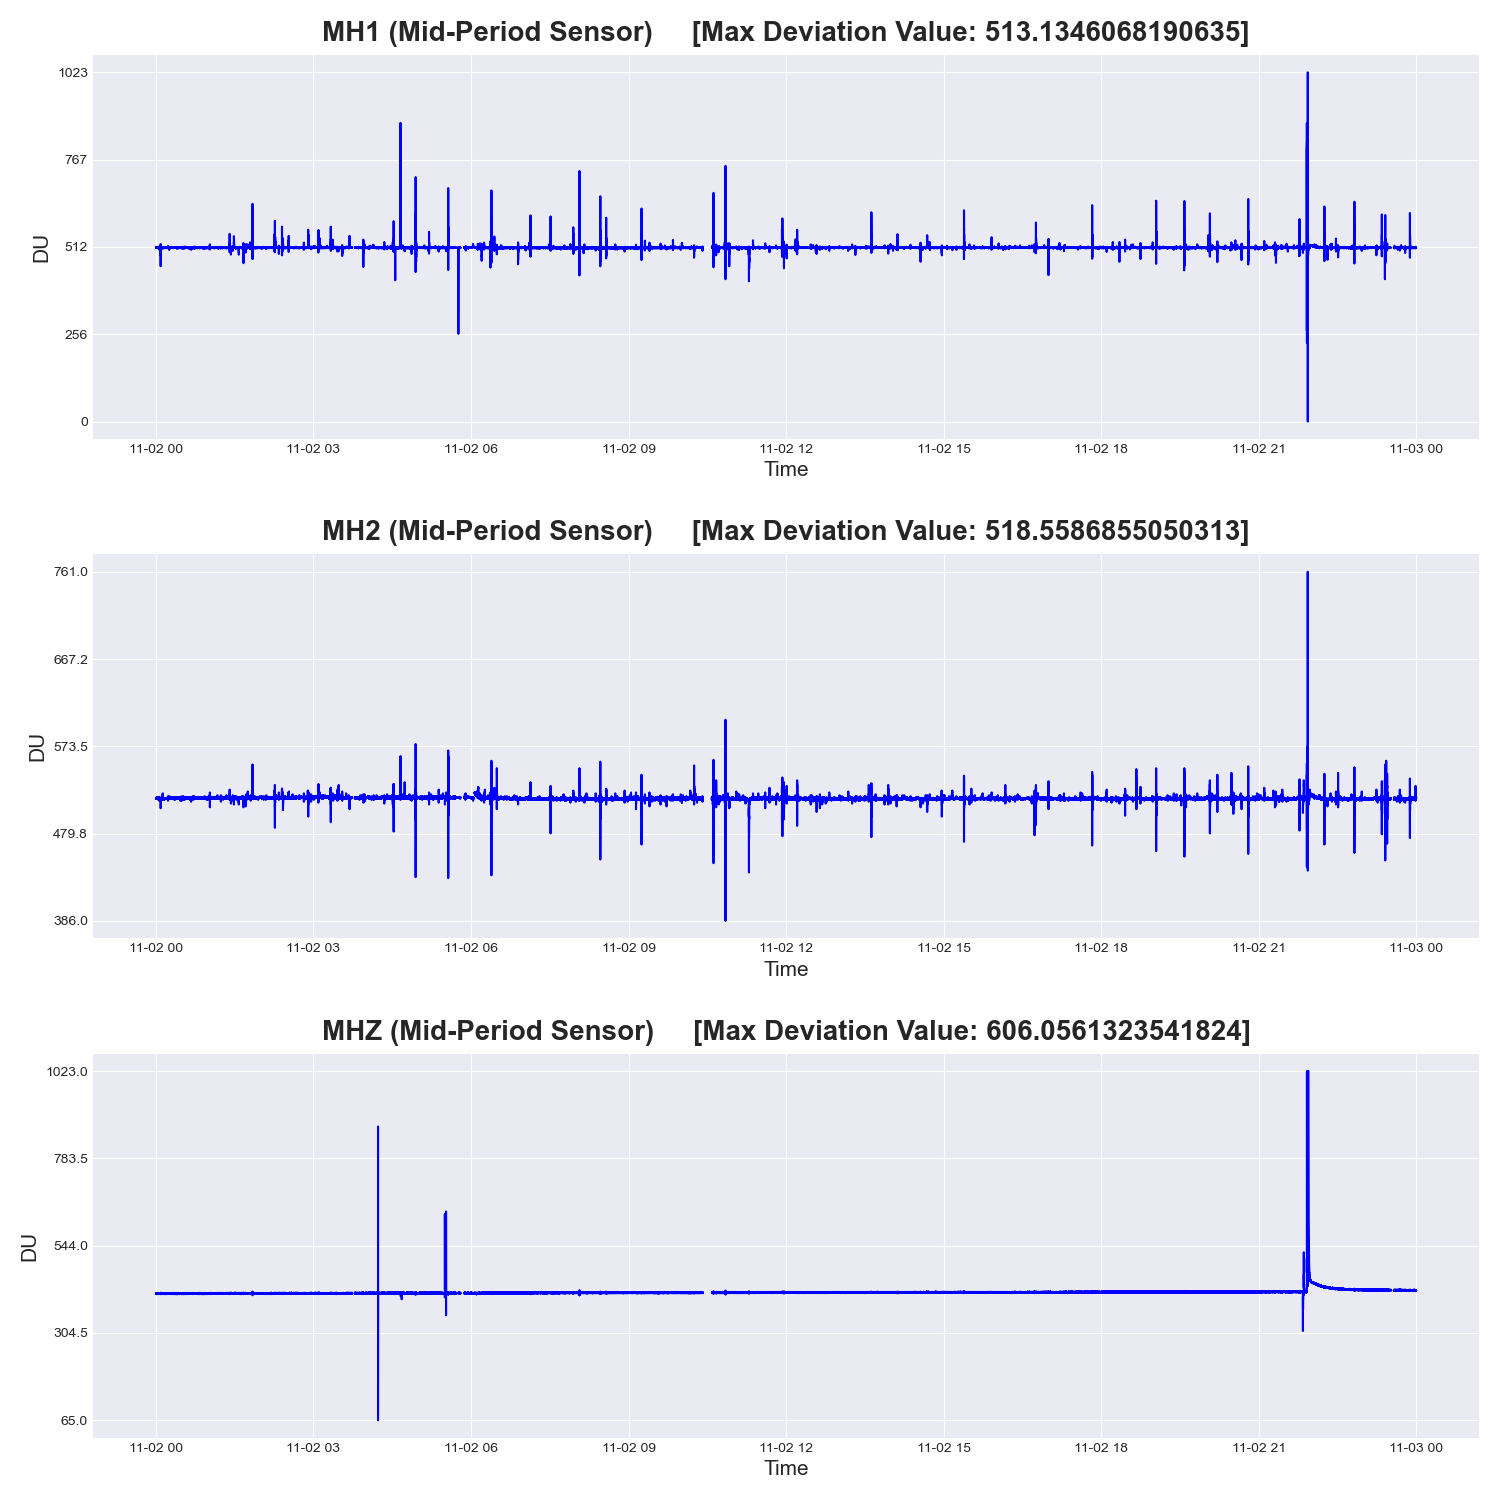 MH1 (Mid-Period Sensor) [Max Deviation Value: 513.1346068190635]
1023
767
512
256
0
DU
11-02 00 11-02 03 11-02 06 11-02 09 11-02 12 11-02 15 11-02 18 11-02 21 11-03 00
Time
MH2 (Mid-Period Sensor) [Max Deviation Value: 518.5586855050313]
761.0
667.2
573.5
479.8
386.0
DU
11-02 00 11-02 03 11-02 06 11-02 09 11-02 12 11-02 15 11-02 18 11-02 21 11-03 00
Time
MHZ (Mid-Period Sensor) [Max Deviation Value: 606.0561323541824]
1023.0
783.5
544.0
304.5
65.0
DU
11-02 00 11-02 03 11-02 06 11-02 09 11-02 12 11-02 15 11-02 18 11-02 21 11-03 00
Time